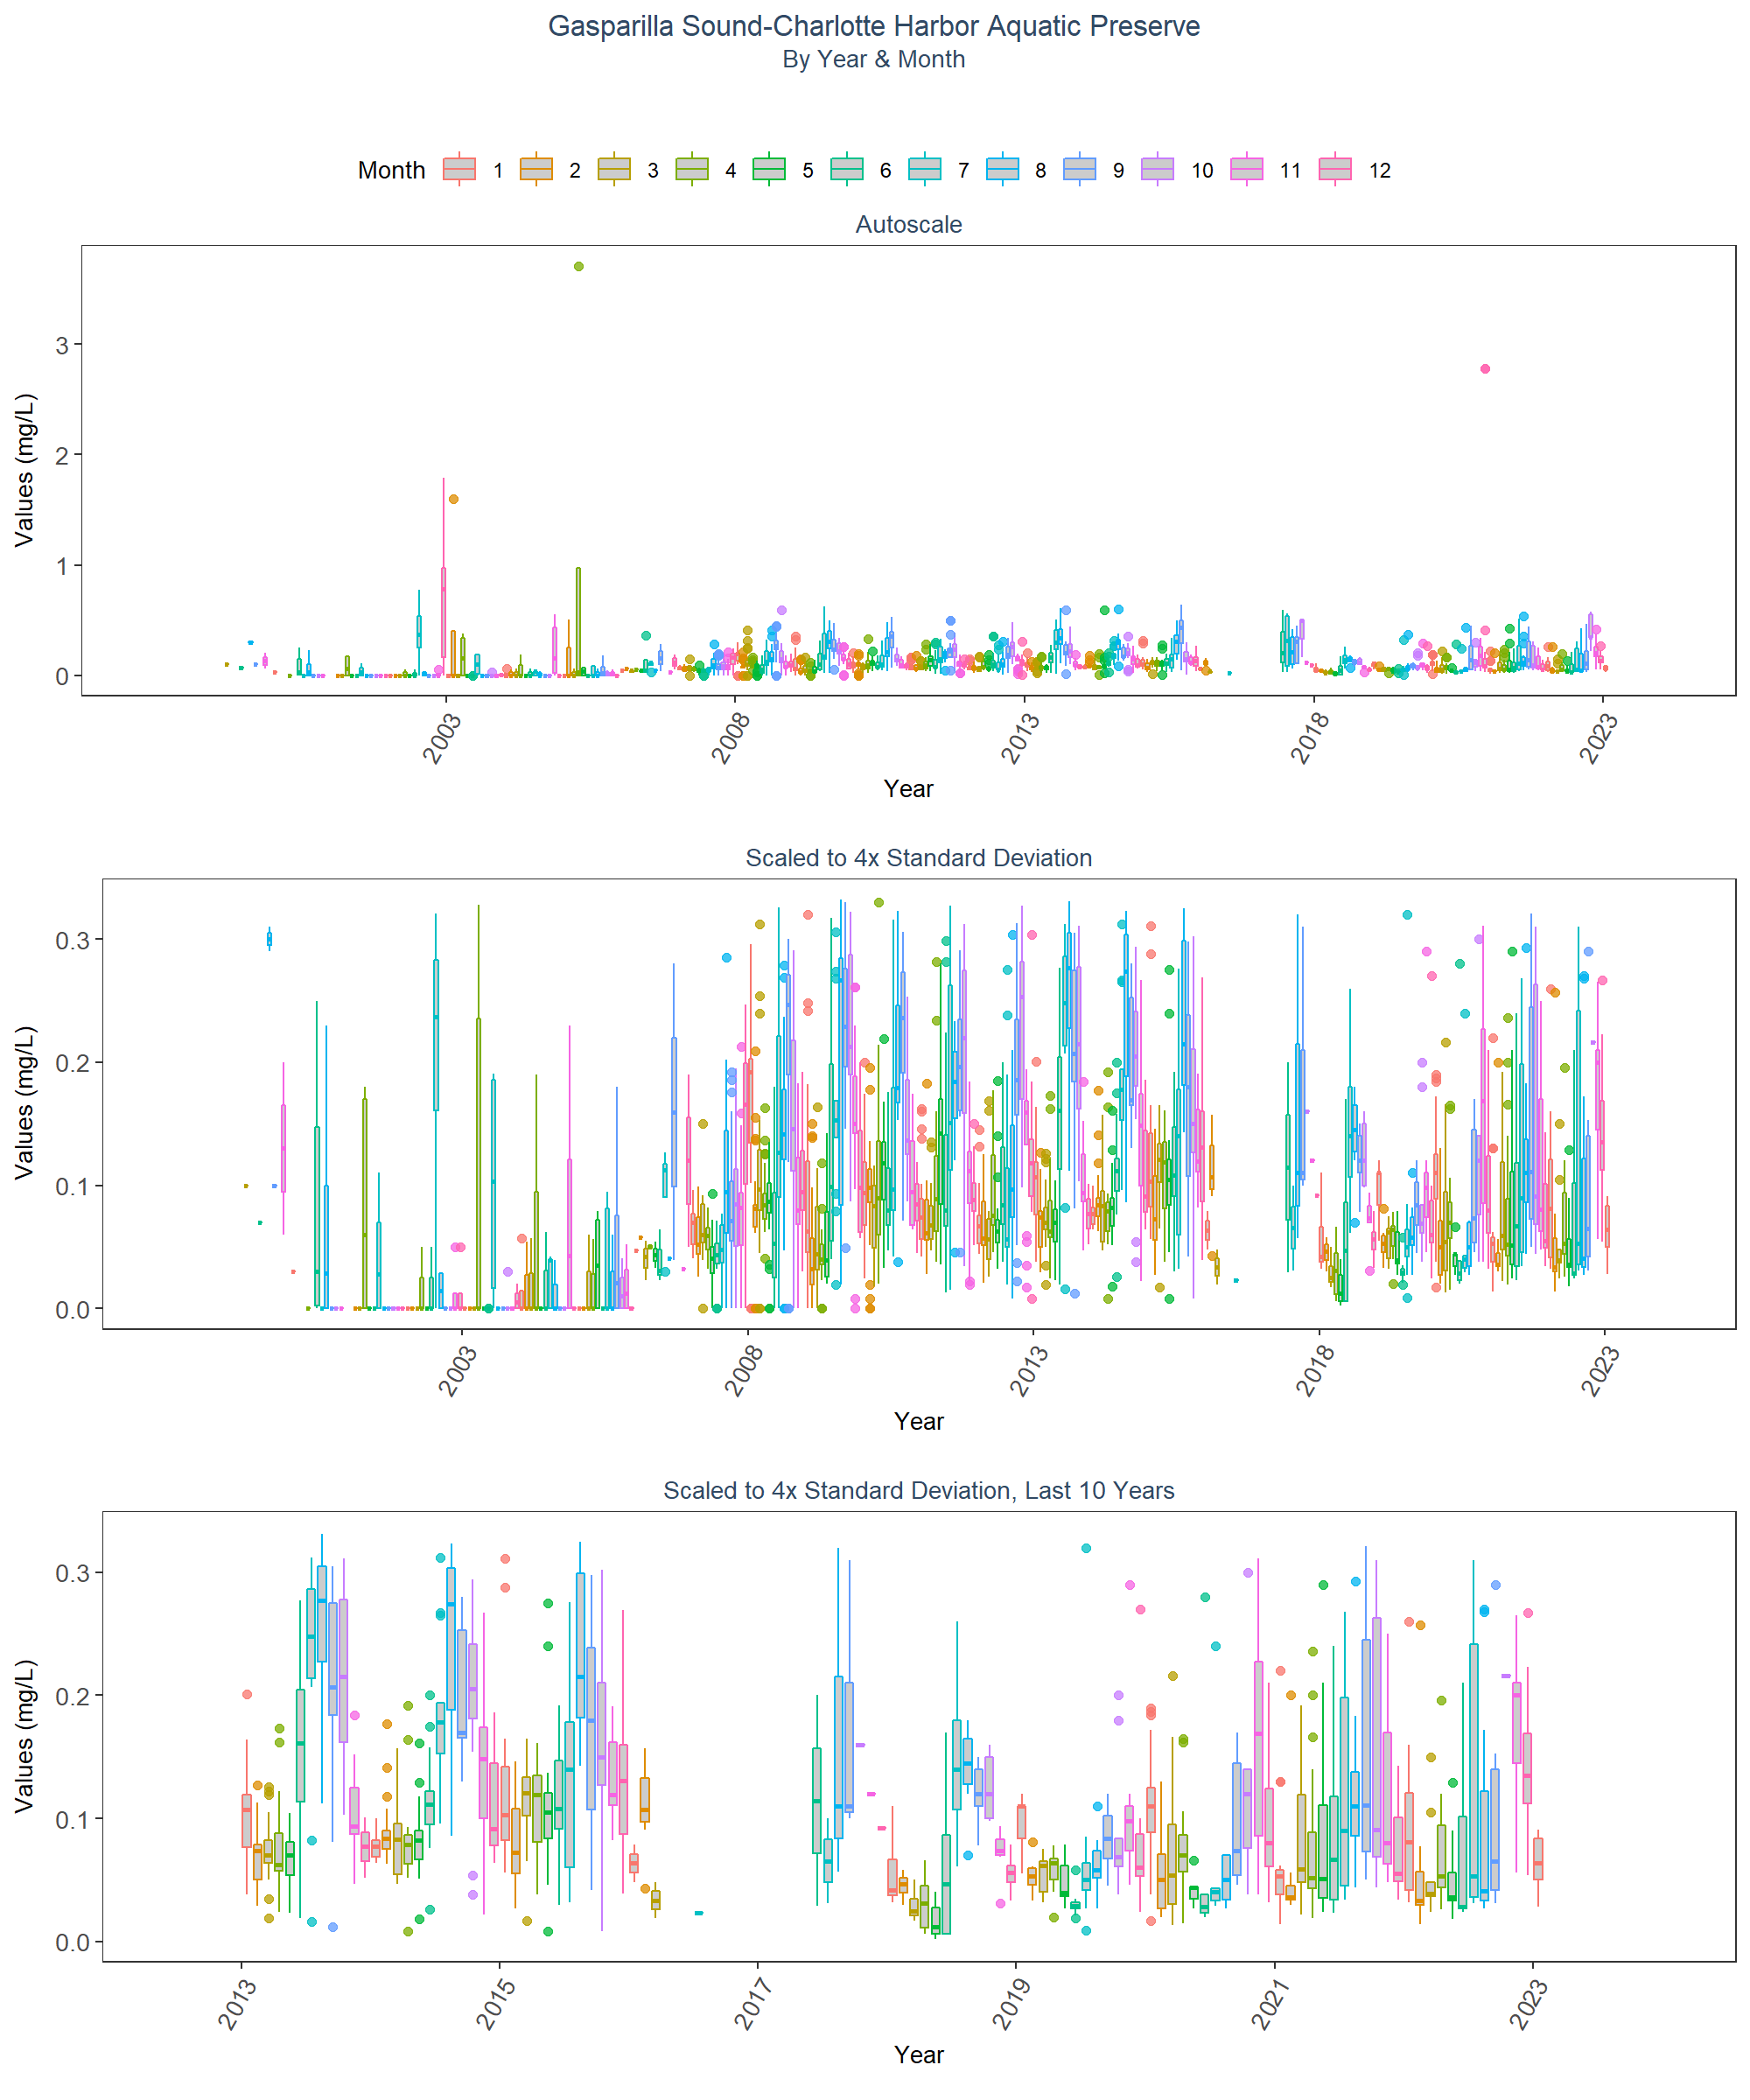 Gasparilla Sound-Charlotte Harbor Aquatic Preserve
By Year & Month
Month 1 2 3 4 5 6 7 8 9 10 11 12
Autoscale
Values (mg/L)
3
2
1
0
2003 2008 2013 2018 2023
Year
Scaled to 4x Standard Deviation
Values (mg/L)
0.3
0.2
0.1
0.0
2003 2008 2013 2018 2023
Year
Scaled to 4x Standard Deviation, Last 10 Years
Values (mg/L)
0.3
0.2
0.1
0.0
2013 2015 2017 2019 2021 2023
Year